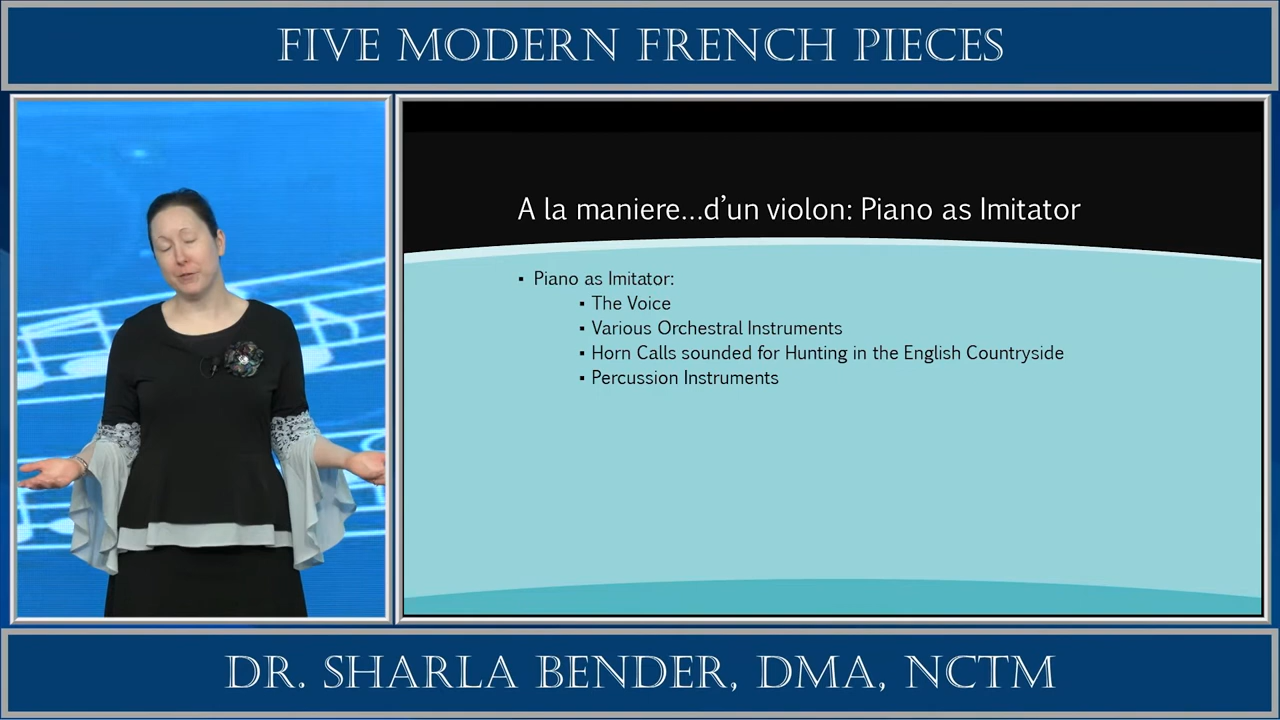 FIVE MODERN FRENCH PIECES
A la maniere...d’un violon: Piano as Imitator
▪ Piano as Imitator:
▪ The Voice
▪ Various Orchestral Instruments
▪ Horn Calls sounded for Hunting in the English Countryside
▪ Percussion Instruments
DR. SHARLA BENDER, DMA, NCTM